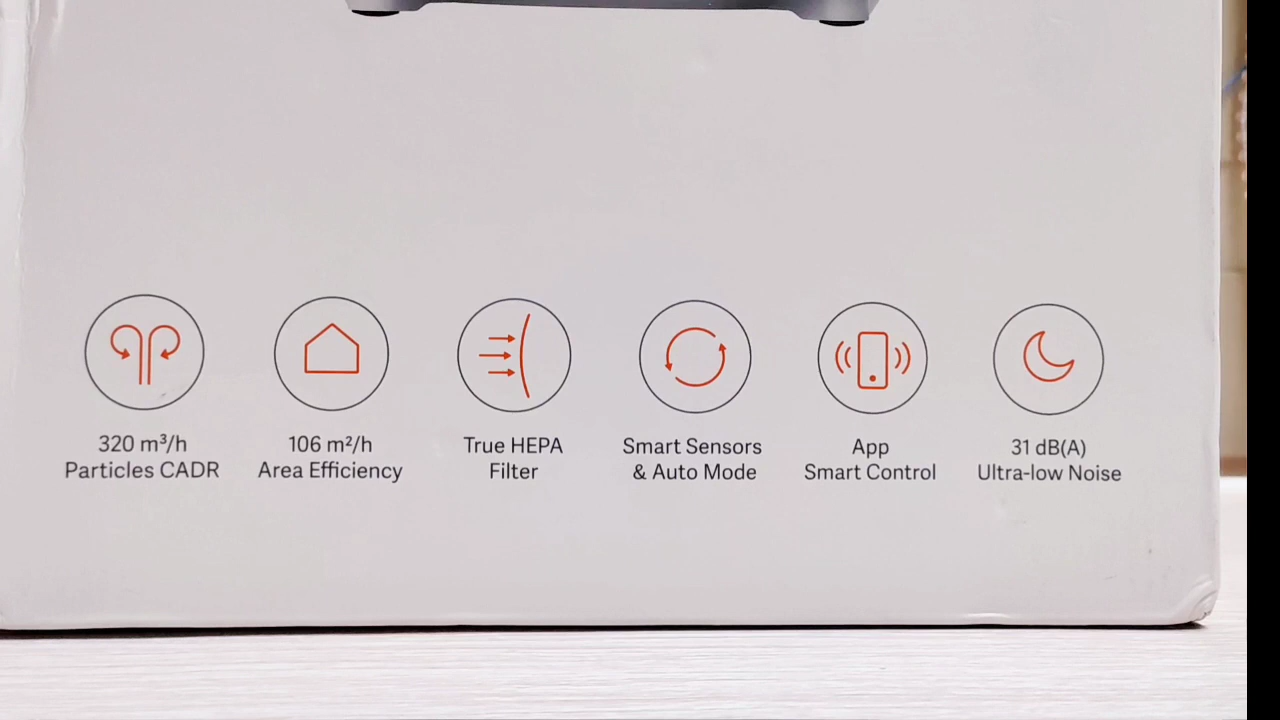 320 m³/h
Particles CADR
106 m²/h
Area Efficiency
True HEPA
Filter
Smart Sensors
& Auto Mode
App
Smart Control
31 dB(A)
Ultra-low Noise